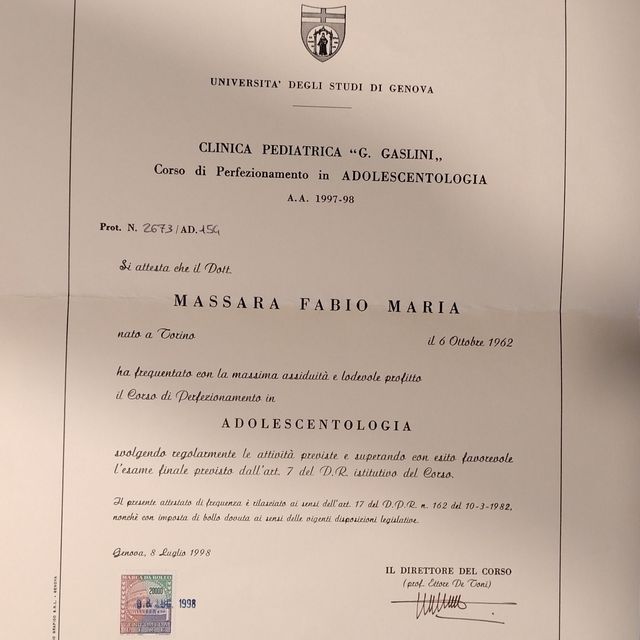 UNIVERSITA' DEGLI STUDI DI GENOVA
CLINICA PEDIATRICA “G. GASLINI„
Corso di Perfezionamento in ADOLESCENTOLOGIA
A.A. 1997-98
Prot. N. 2673/AD.154
Si attesta che il Dott.
MASSARA FABIO MARIA
nato a Torino il 6 Ottobre 1962
ha frequentato con la massima assiduità e lodevole profitto
il Corso di Perfezionamento in
ADOLESCENTOLOGIA
svolgendo regolarmente le attività previste e superando con esito favorevole
l'esame finale previsto dall'art. 7 del D.R. istitutivo del Corso.
Il presente attestato di frequenza è rilasciato ai sensi dell'art. 17 del D.P.R. n. 162 del 10-3-1982,
nonchè con imposta di bollo dovuta ai sensi delle vigenti disposizioni legislative.
Genova, 8 Luglio 1998
IL DIRETTORE DEL CORSO
(prof. Ettore De Toni)
MARCA DA BOLLO
20000
1998